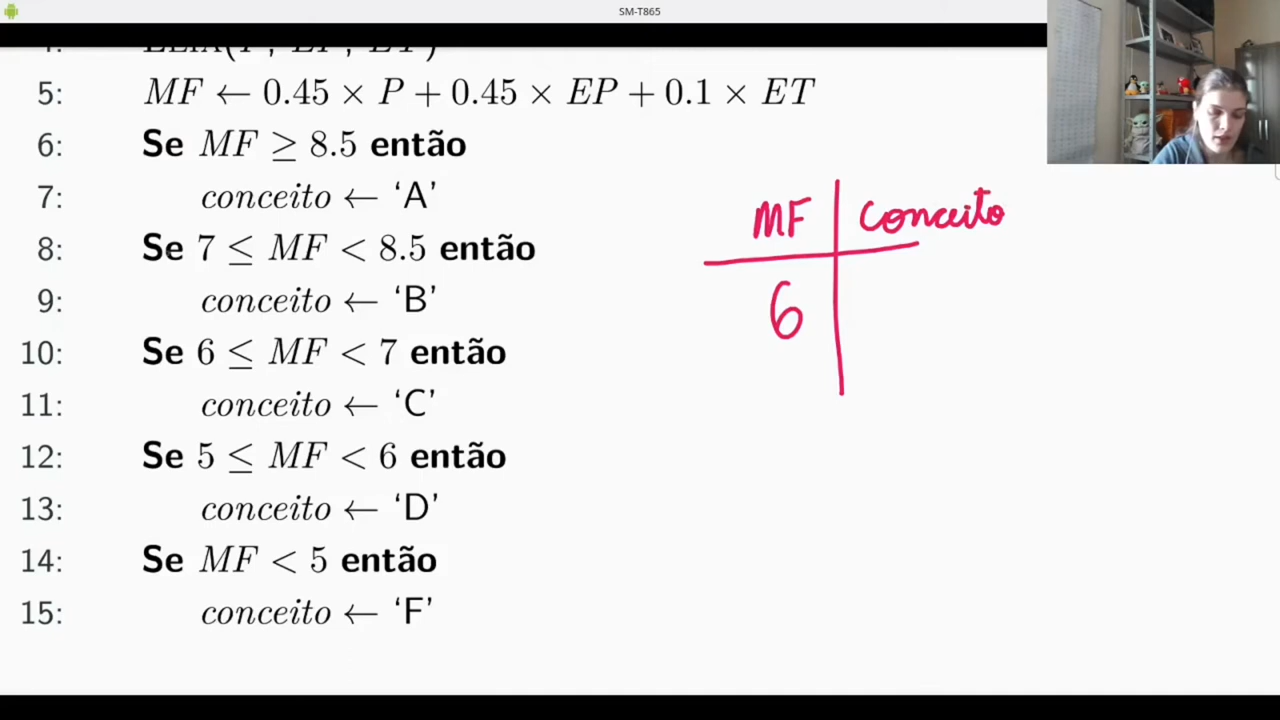 SM-T865
5: MF ← 0.45 × P + 0.45 × EP + 0.1 × ET
6: Se MF ≥ 8.5 então
7: conceito ← ‘A’
8: Se 7 ≤ MF < 8.5 então
9: conceito ← ‘B’
10: Se 6 ≤ MF < 7 então
11: conceito ← ‘C’
12: Se 5 ≤ MF < 6 então
13: conceito ← ‘D’
14: Se MF < 5 então
15: conceito ← ‘F’
MF conceito
6